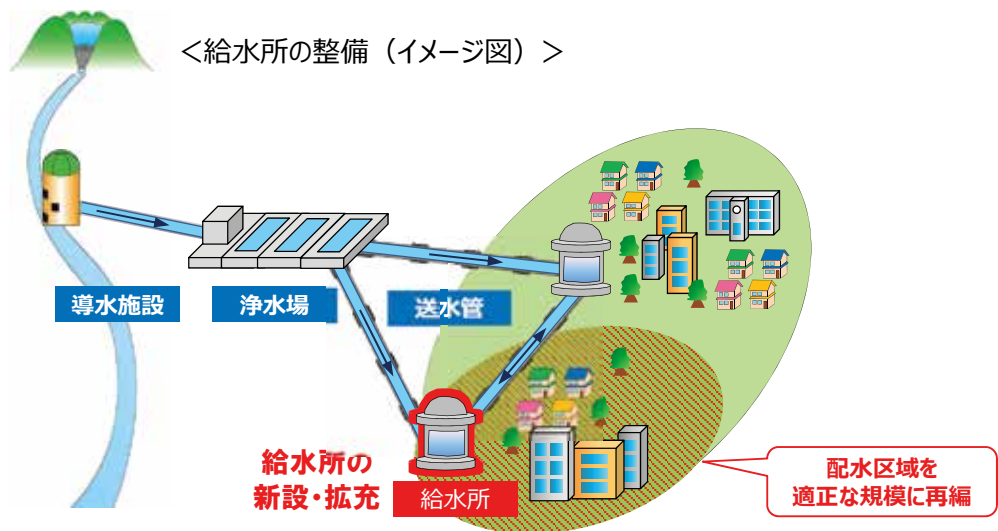 ＜給水所の整備（イメージ図）＞
導水施設
浄水場
送水管
給水所の
新設・拡充
給水所
配水区域を
適正な規模に再編